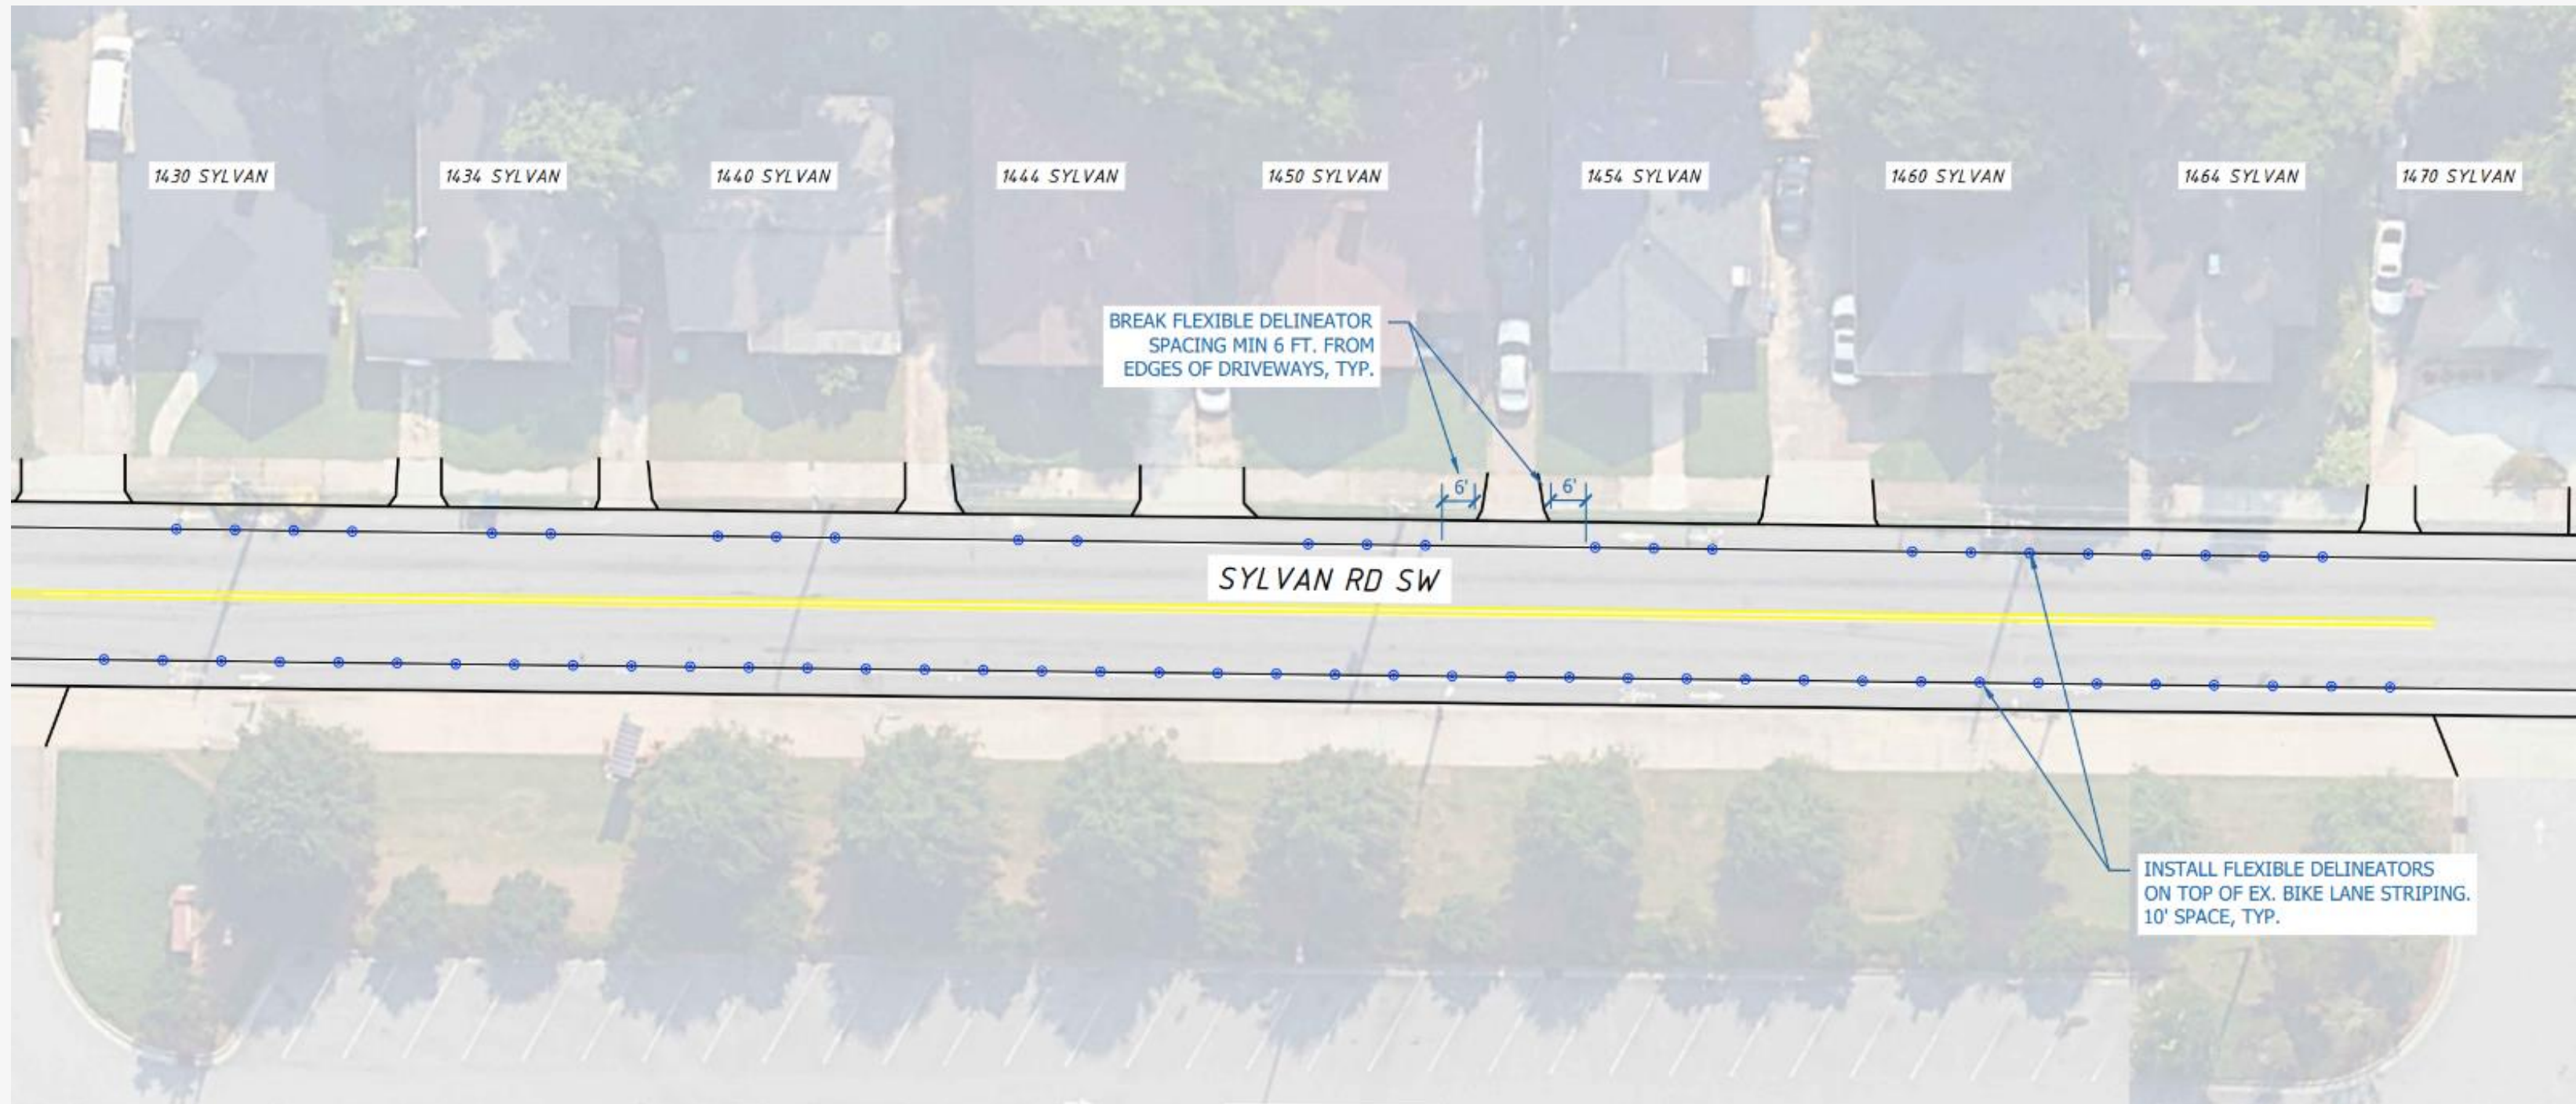 1430 SYLVAN
1434 SYLVAN
1440 SYLVAN
1444 SYLVAN
1450 SYLVAN
1454 SYLVAN
1460 SYLVAN
1464 SYLVAN
1470 SYLVAN
BREAK FLEXIBLE DELINEATOR
SPACING MIN 6 FT. FROM
EDGES OF DRIVEWAYS, TYP.
6'
6'
SYLVAN RD SW
INSTALL FLEXIBLE DELINEATORS
ON TOP OF EX. BIKE LANE STRIPING.
10' SPACE, TYP.